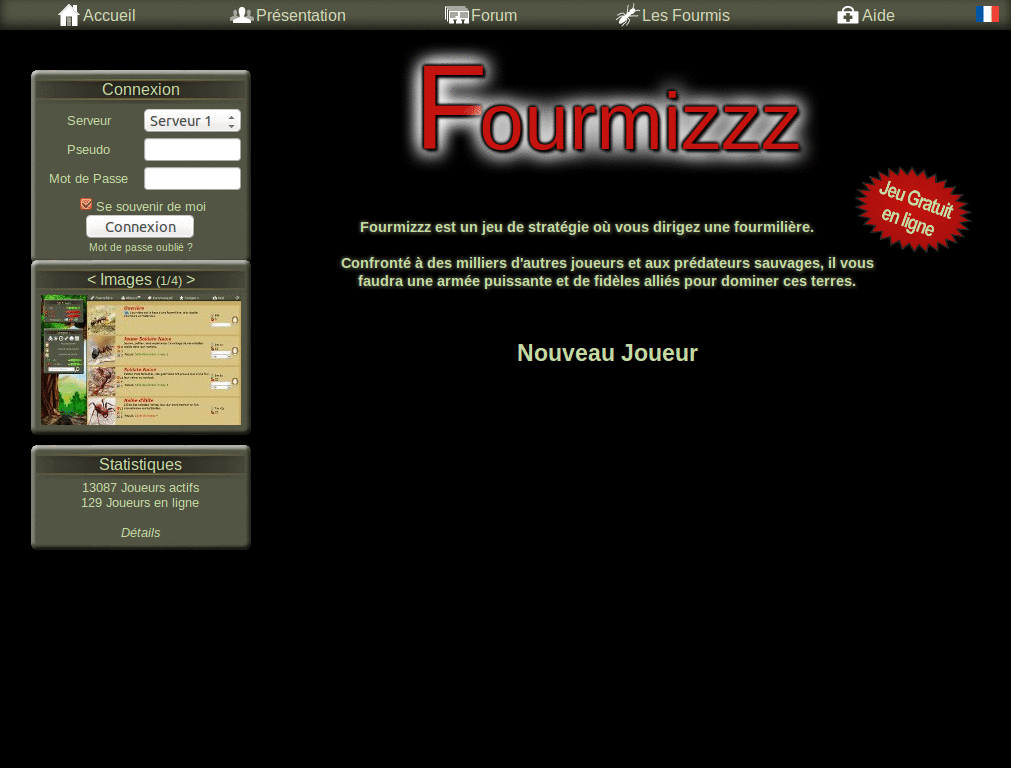 Accueil
Présentation
Forum
Les Fourmis
Aide
Connexion
Serveur
Serveur 1
Pseudo
Mot de Passe
Se souvenir de moi
Connexion
Mot de passe oublié ?
< Images (1/4) >
Statistiques
13087 Joueurs actifs
129 Joueurs en ligne
Détails
Fourmizzz
Jeu Gratuit
en ligne
Fourmizzz est un jeu de stratégie où vous dirigez une fourmilière.
Confronté à des milliers d'autres joueurs et aux prédateurs sauvages, il vous
faudra une armée puissante et de fidèles alliés pour dominer ces terres.
Nouveau Joueur